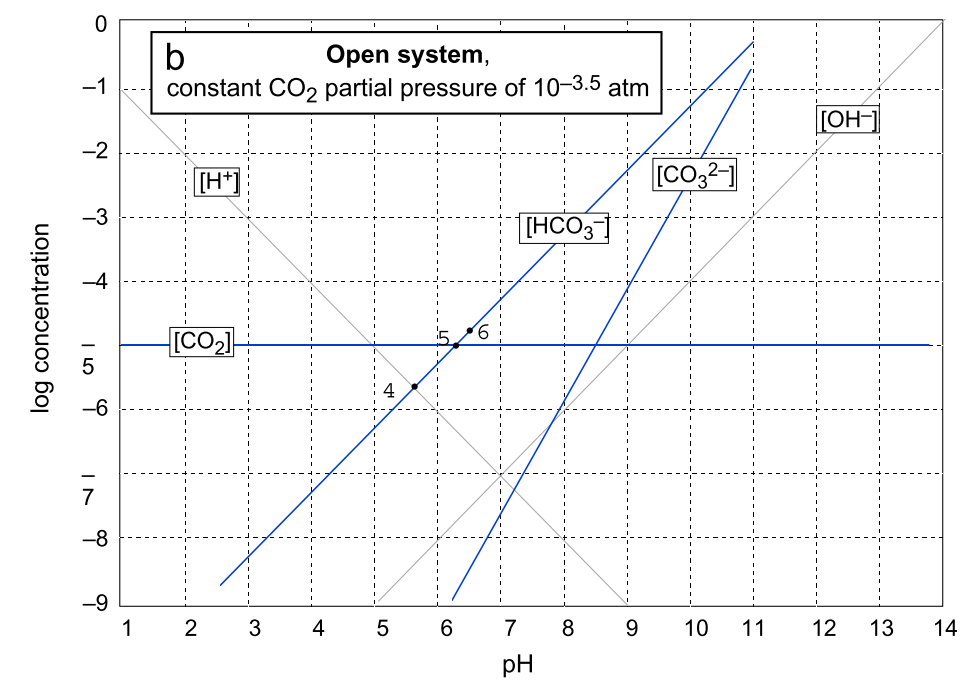 b
Open system,
constant CO₂ partial pressure of 10⁻³·⁵ atm
0
–1
–2
–3
–4
–
5
–6
–
7
–8
–9
log concentration
[H⁺]
[OH⁻]
[CO₃²⁻]
[HCO₃⁻]
[CO₂]
4
5
6
1 2 3 4 5 6 7 8 9 10 11 12 13 14
pH